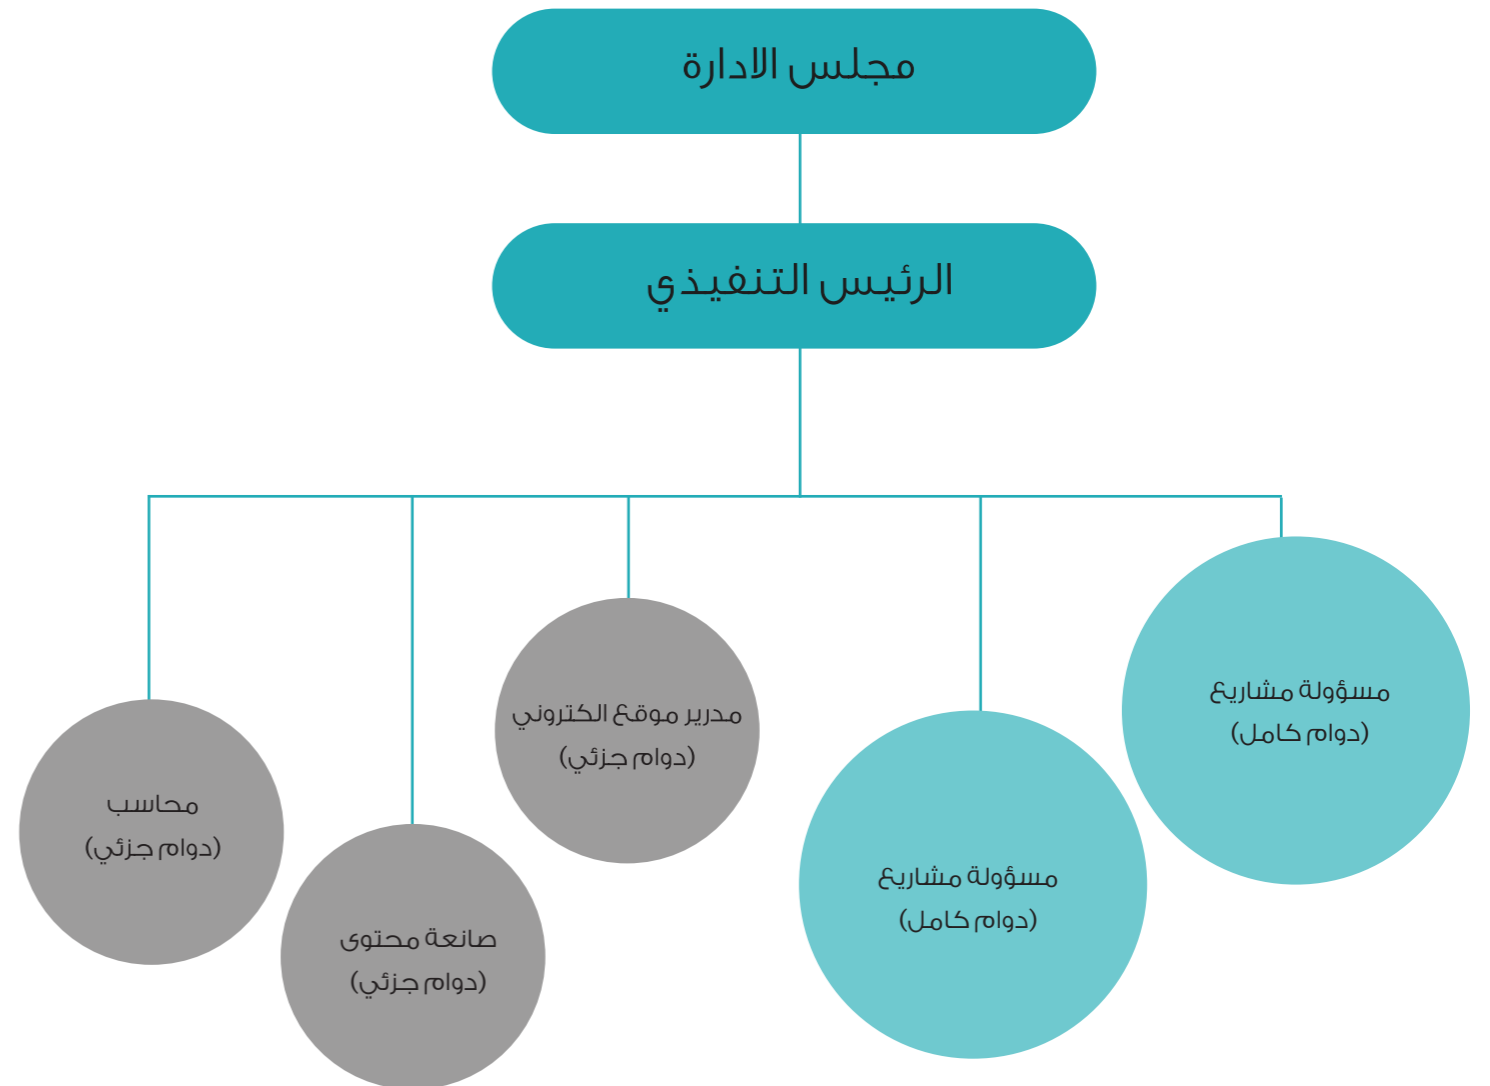 مجلس الادارة
الرئيس التنفيذي
مسؤولة مشاريع
(دوام كامل)
مسؤولة مشاريع
(دوام كامل)
مدرير موقع الكتروني
(دوام جزئي)
صانعة محتوى
(دوام جزئي)
محاسب
(دوام جزئي)